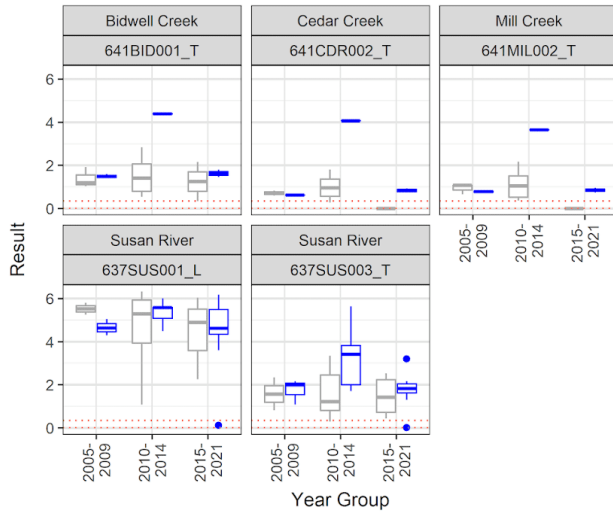 Bidwell Creek
Cedar Creek
Mill Creek
641BID001_T
641CDR002_T
641MIL002_T
6
4
2
0
Result
2005-
2009
2010-
2014
2015-
2021
Susan River
Susan River
637SUS001_L
637SUS003_T
6
4
2
0
2005-
2009
2010-
2014
2015-
2021
2005-
2009
2010-
2014
2015-
2021
Year Group